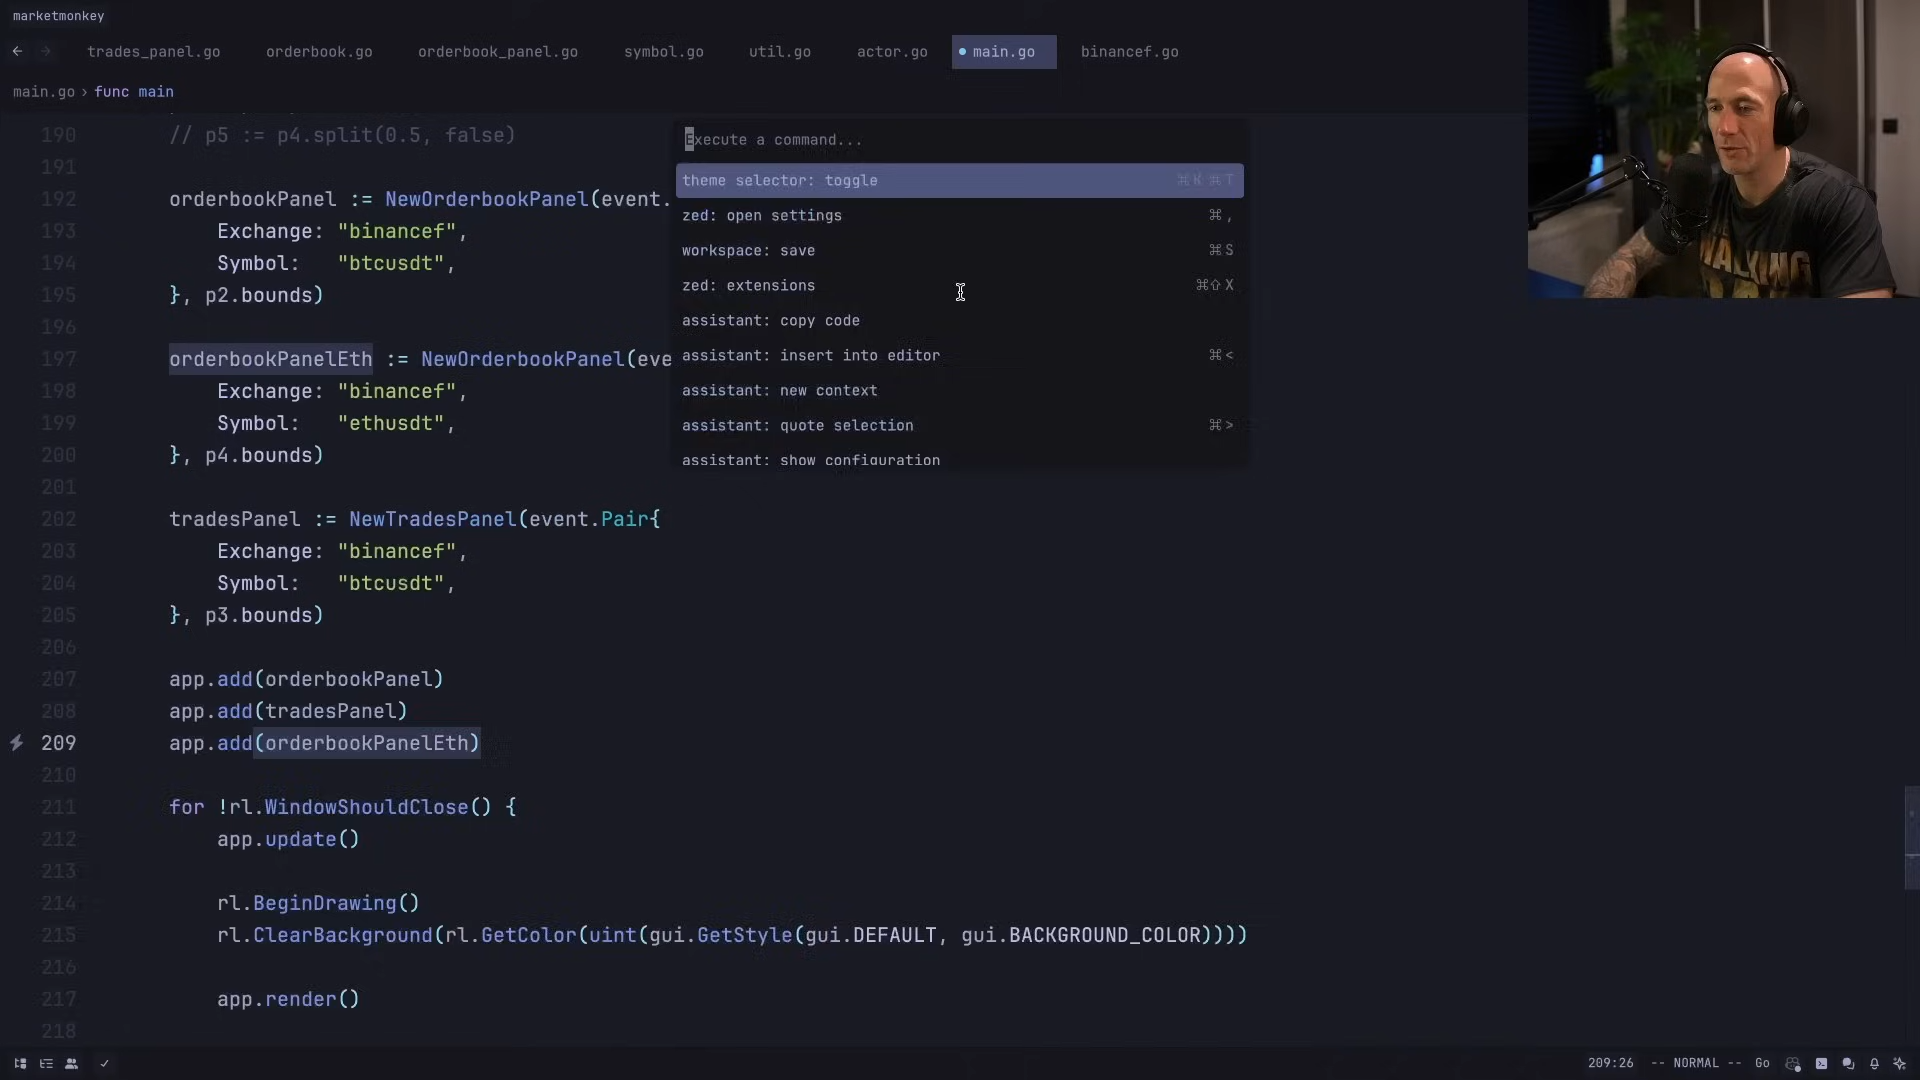 marketmonkey
trades_panel.go orderbook.go orderbook_panel.go symbol.go util.go actor.go main.go binancef.go
main.go › func main
190 // p5 := p4.split(0.5, false)
191
192 orderbookPanel := NewOrderbookPanel(event.
193 Exchange: "binancef",
194 Symbol: "btcusdt",
195 }, p2.bounds)
196
197 orderbookPanelEth := NewOrderbookPanel(eve
198 Exchange: "binancef",
199 Symbol: "ethusdt",
200 }, p4.bounds)
201
202 tradesPanel := NewTradesPanel(event.Pair{
203 Exchange: "binancef",
204 Symbol: "btcusdt",
205 }, p3.bounds)
206
207 app.add(orderbookPanel)
208 app.add(tradesPanel)
209 app.add(orderbookPanelEth)
210
211 for !rl.WindowShouldClose() {
212 app.update()
213
214 rl.BeginDrawing()
215 rl.ClearBackground(rl.GetColor(uint(gui.GetStyle(gui.DEFAULT, gui.BACKGROUND_COLOR))))
216
217 app.render()
218
Execute a command...
theme selector: toggle ⌘K ⌘T
zed: open settings ⌘,
workspace: save ⌘S
zed: extensions ⌘⇧X
assistant: copy code
assistant: insert into editor ⌘<
assistant: new context
assistant: quote selection ⌘>
assistant: show configuration
WALKING
209:26 -- NORMAL -- Go